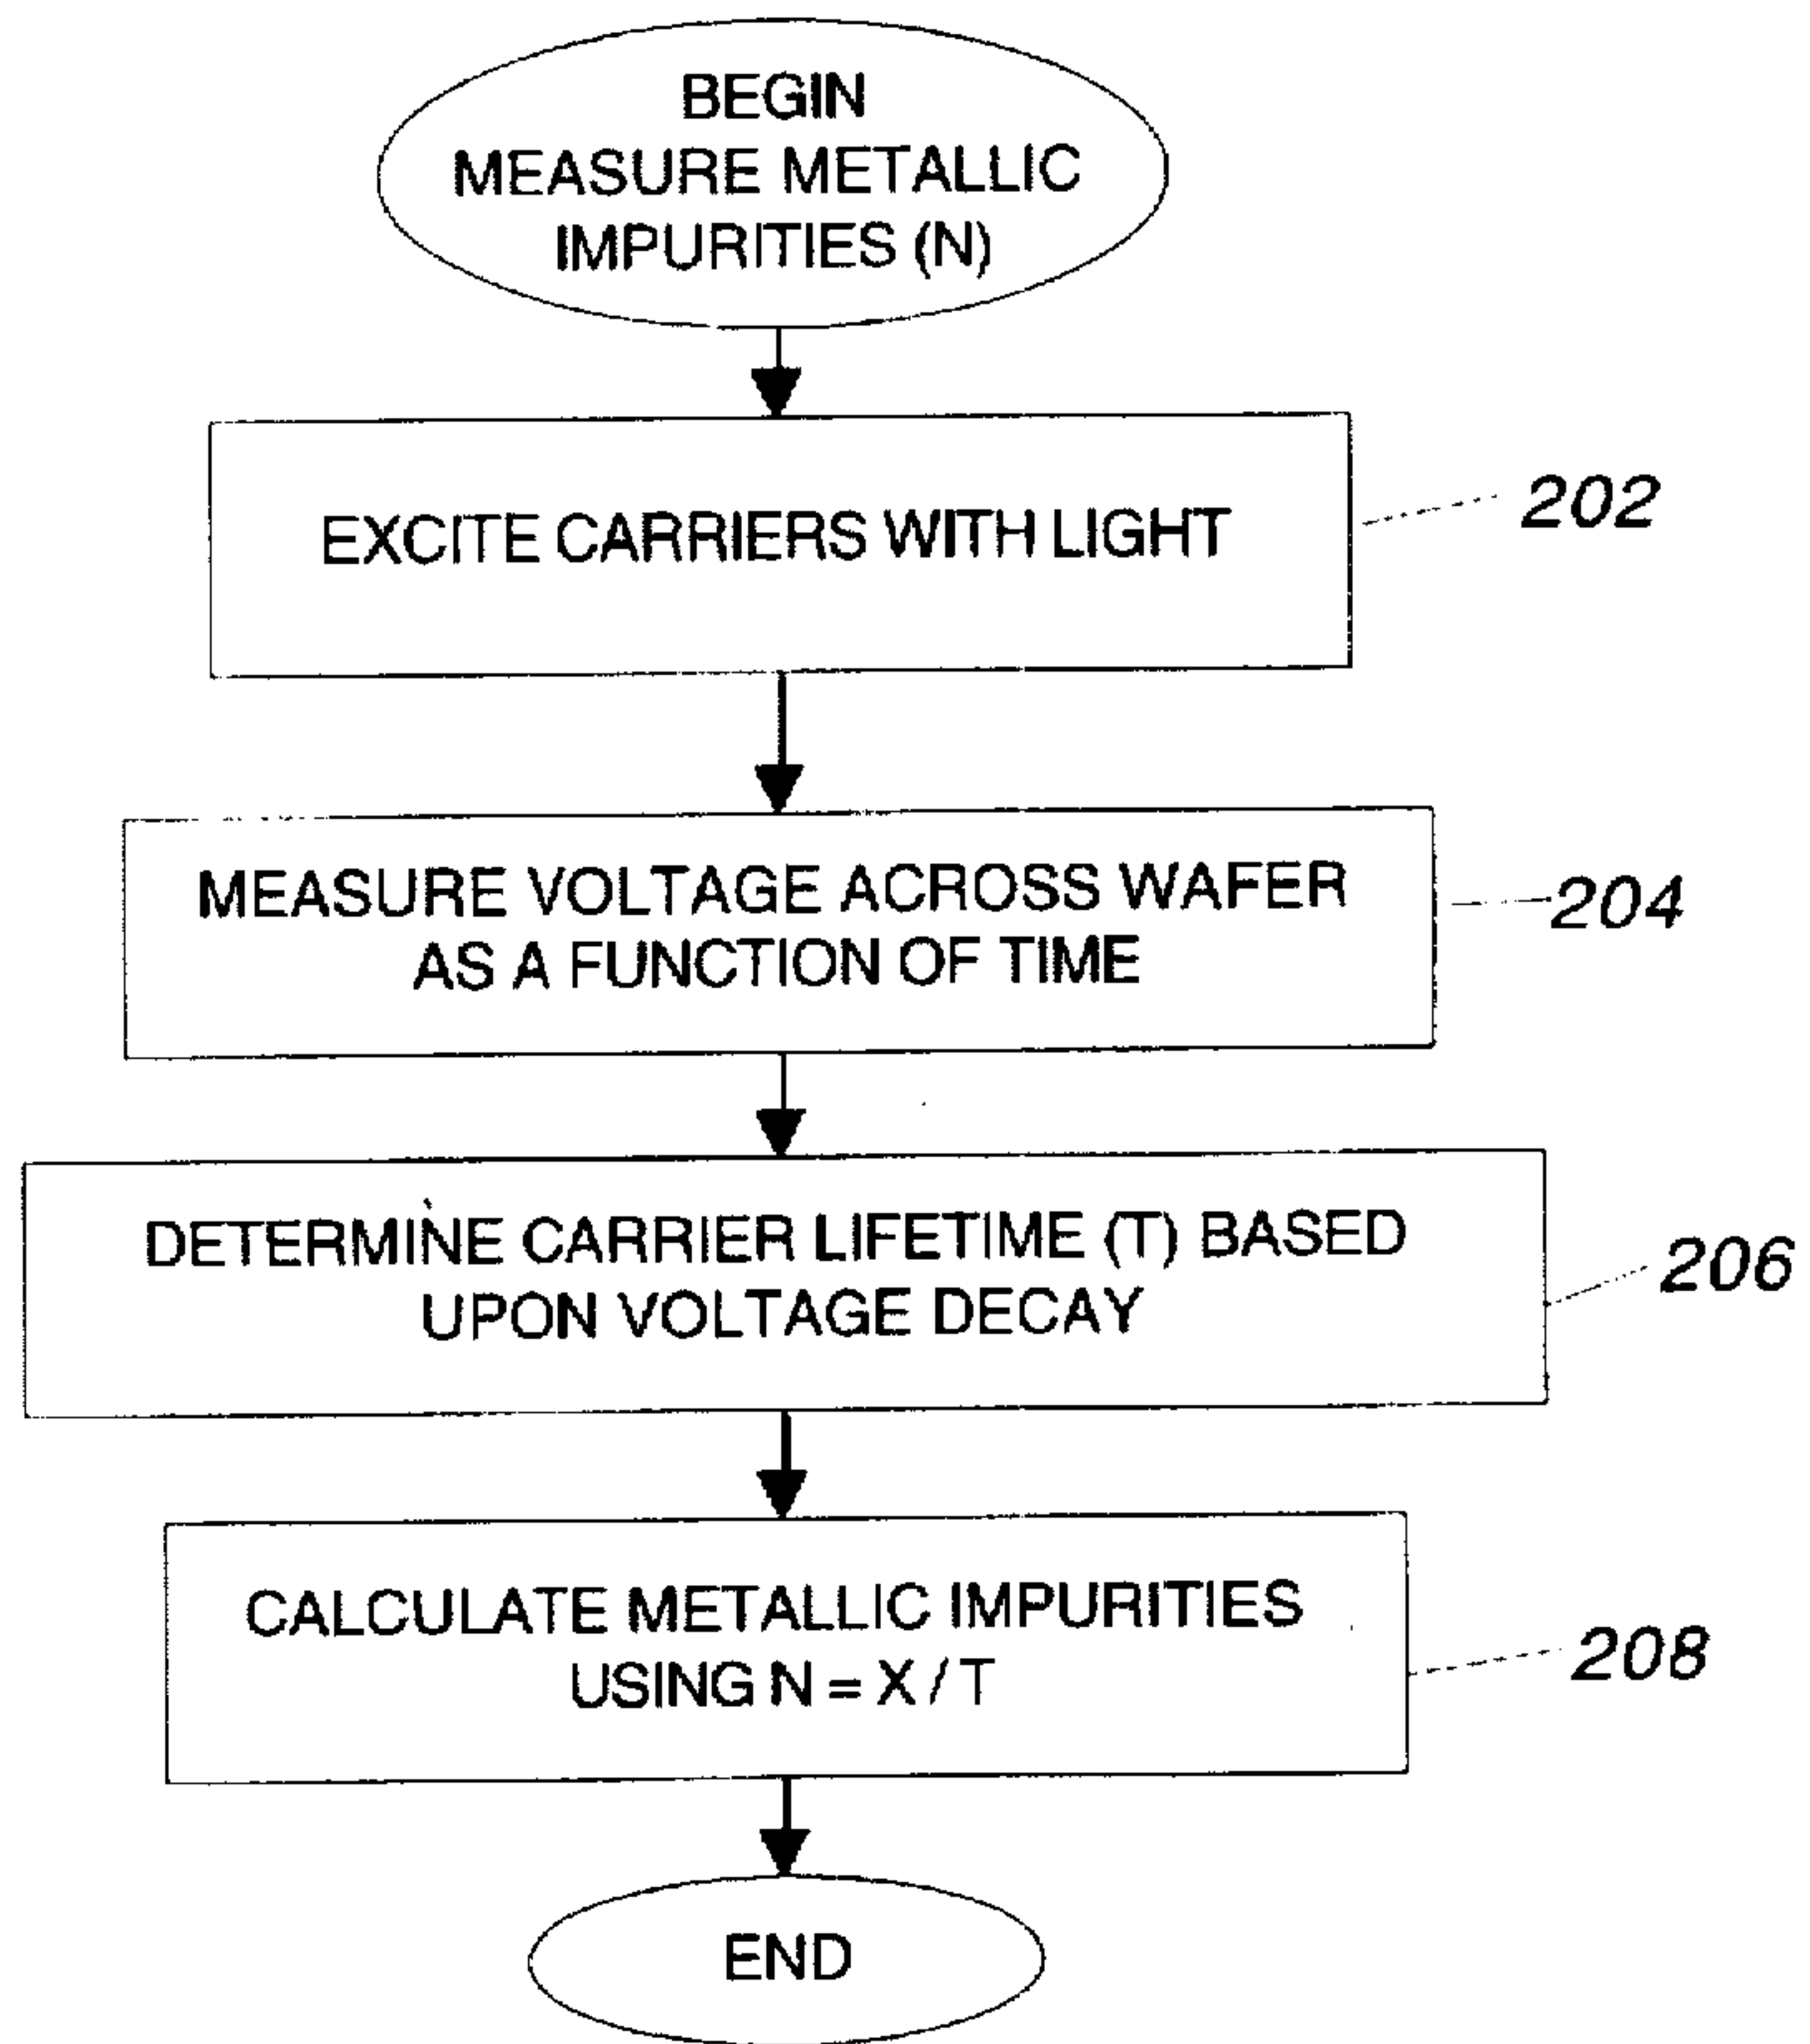 BEGIN
MEASURE METALLIC
IMPURITIES (N)
EXCITE CARRIERS WITH LIGHT
202
MEASURE VOLTAGE ACROSS WAFER
AS A FUNCTION OF TIME
204
DETERMINE CARRIER LIFETIME (T) BASED
UPON VOLTAGE DECAY
206
CALCULATE METALLIC IMPURITIES
USING N = X / T
208
END